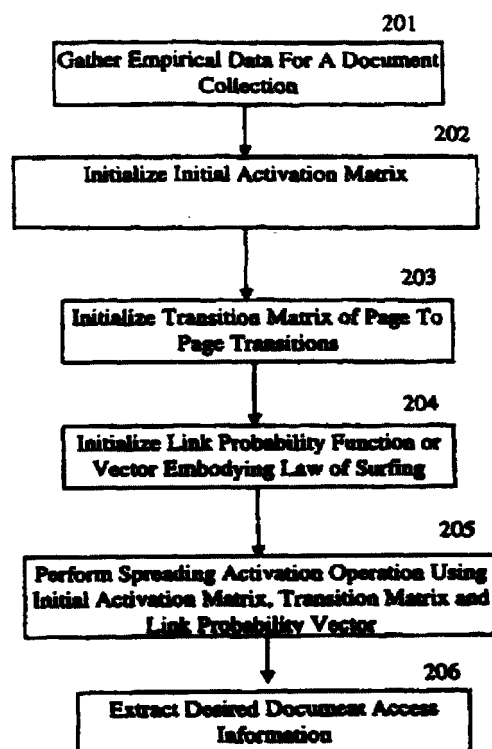 201
Gather Empirical Data For A Document
Collection
202
Initialize Initial Activation Matrix
203
Initialize Transition Matrix of Page To
Page Transitions
204
Initialize Link Probability Function or
Vector Embodying Law of Surfing
205
Perform Spreading Activation Operation Using
Initial Activation Matrix, Transition Matrix and
Link Probability Vector
206
Extract Desired Document Access
Information